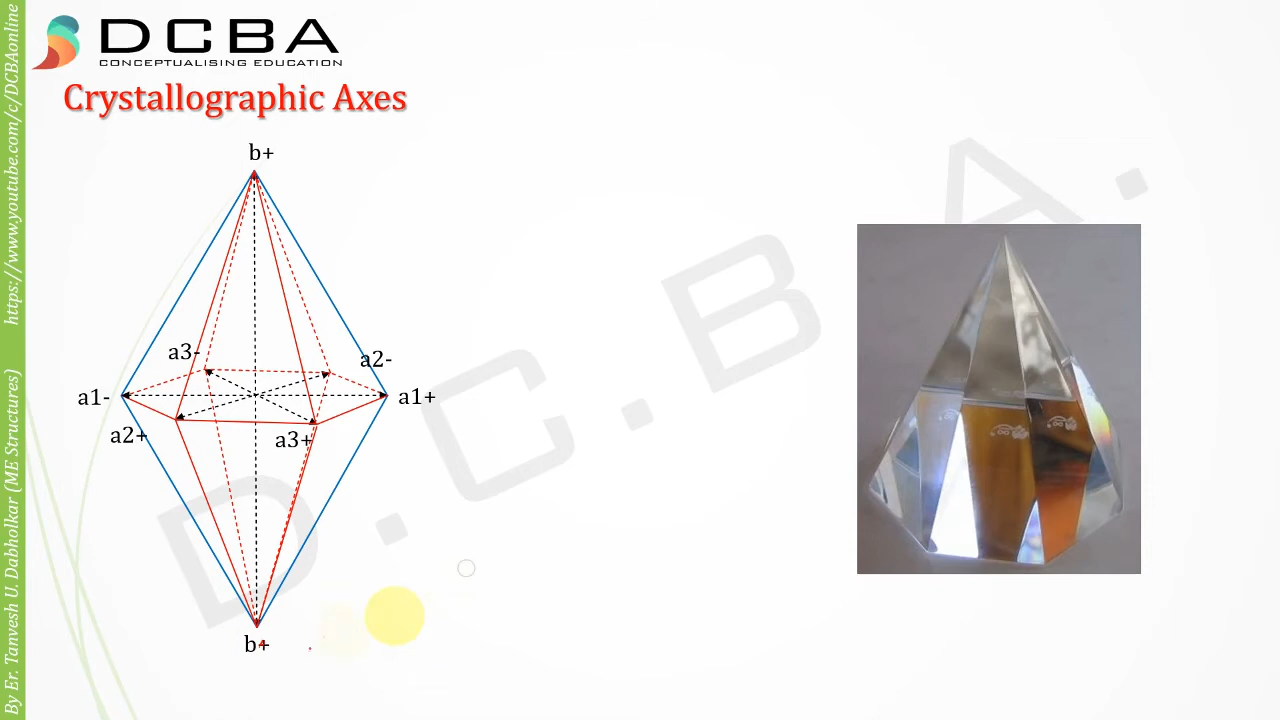 DCBA
CONCEPTUALISING EDUCATION
Crystallographic Axes
b+
a3-
a2-
a1-
a1+
a2+
a3+
b+
D.C.B.A.
By Er. Tanvesh U. Dabholkar (ME Structures) https://www.youtube.com/c/DCBAonline